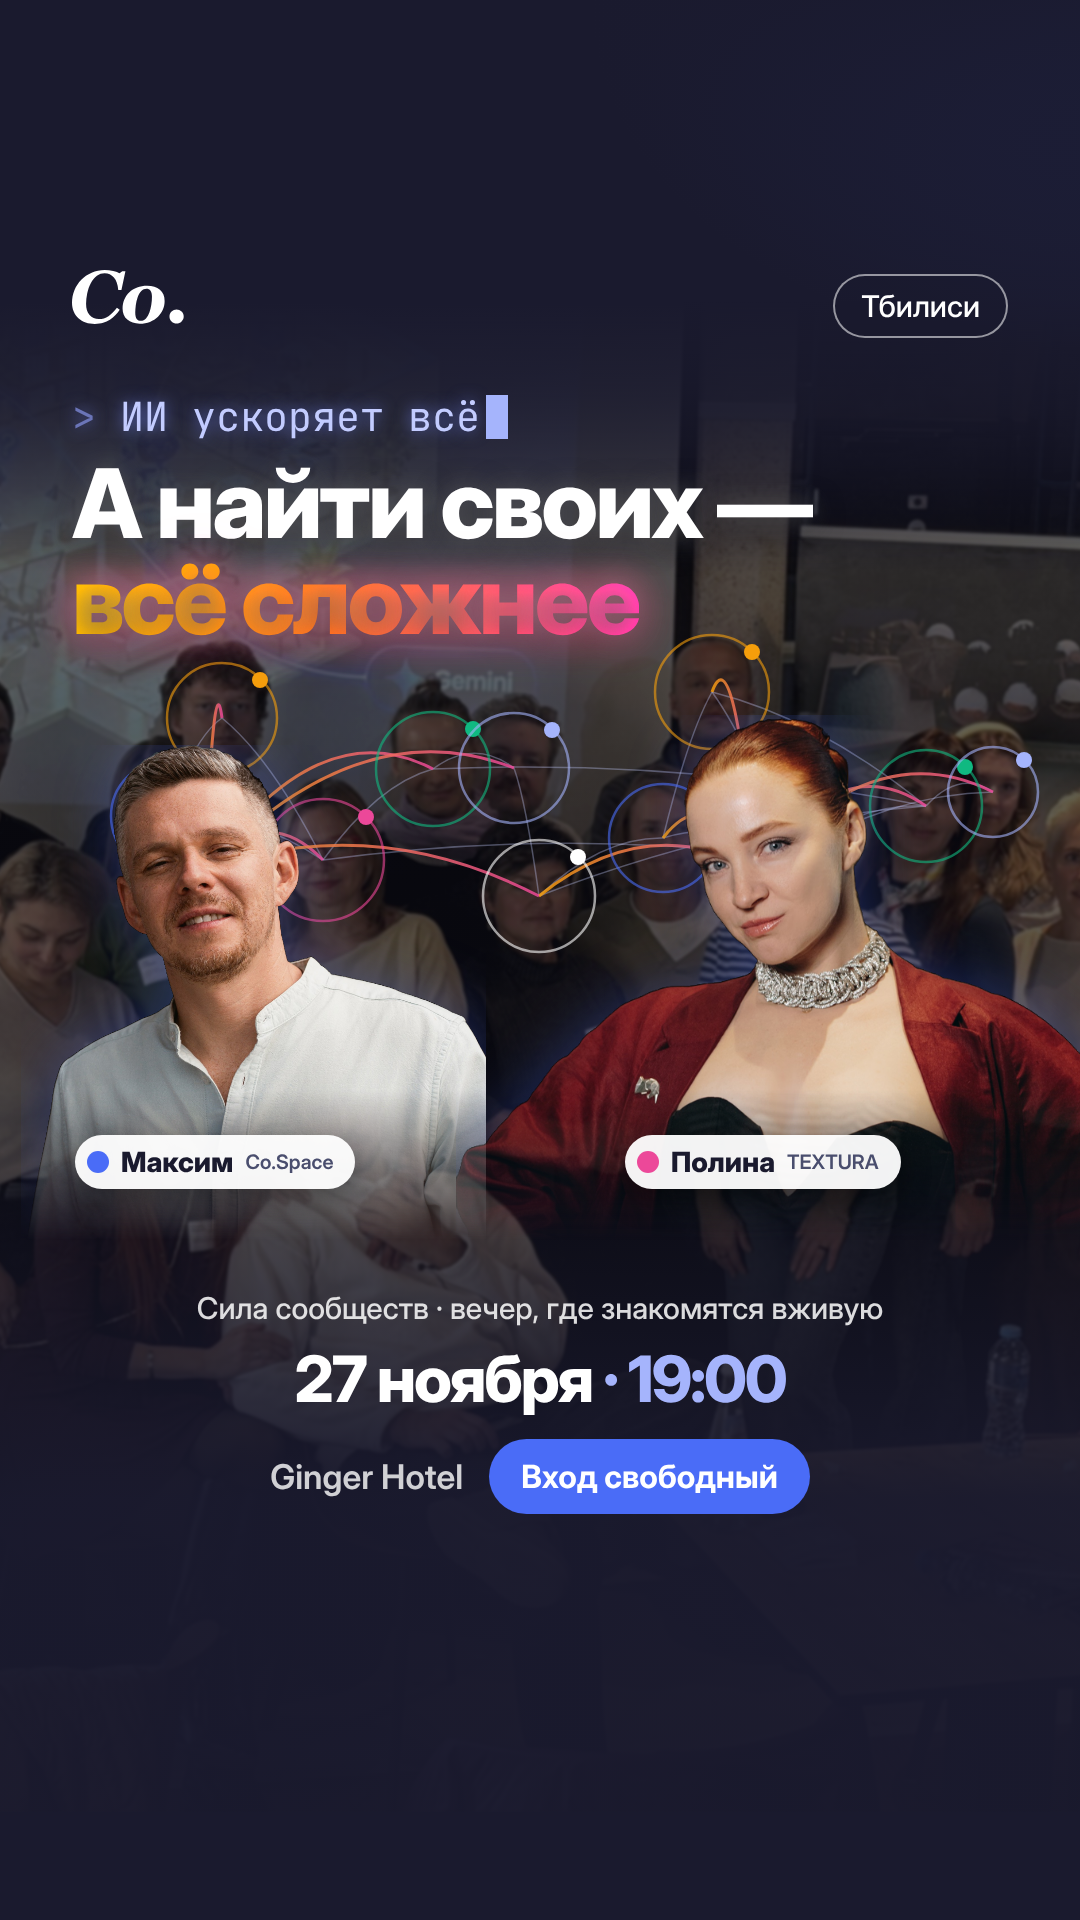 Co.
Тбилиси
> ИИ ускоряет всё
А найти своих —
всё сложнее
Gemini
Максим Co.Space
Полина TEXTURA
Сила сообществ · вечер, где знакомятся вживую
27 ноября · 19:00
Ginger Hotel
Вход свободный